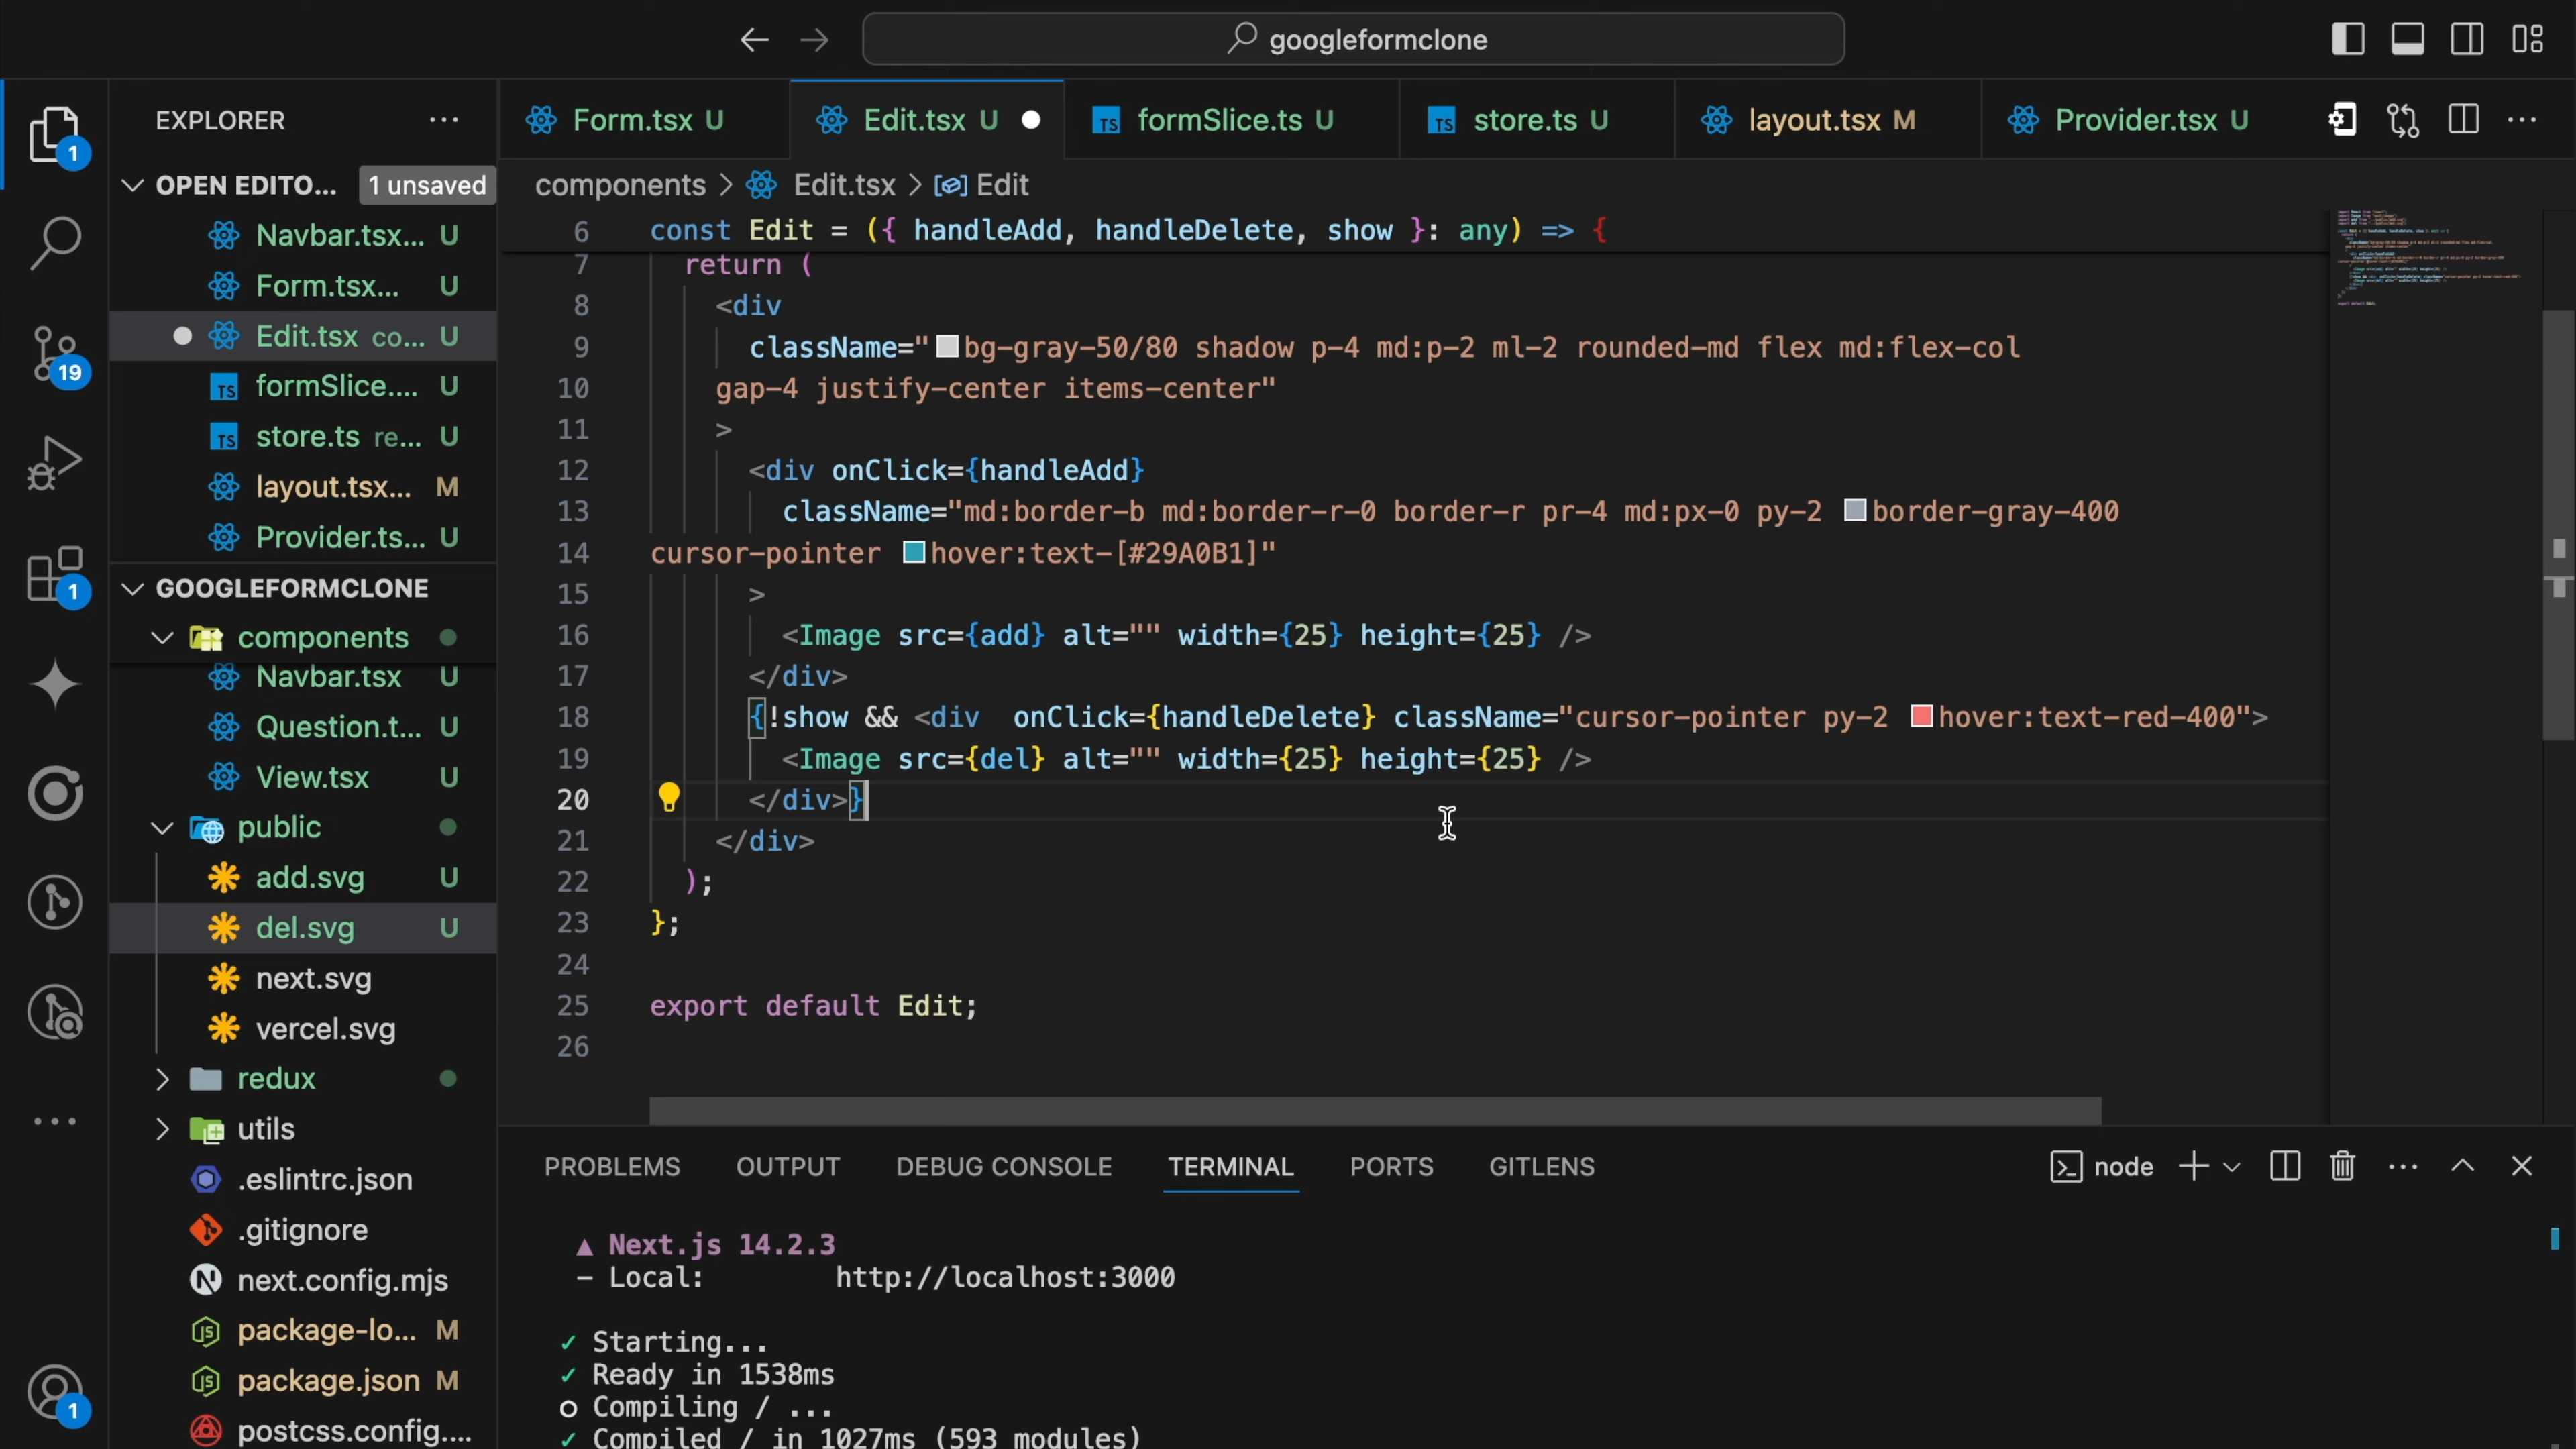 googleformclone
EXPLORER
Form.tsx U
Edit.tsx U
TS formSlice.ts U
TS store.ts U
layout.tsx M
Provider.tsx U
1
OPEN EDITO... 1 unsaved
Navbar.tsx... U
Form.tsx... U
Edit.tsx co... U
TS formSlice.... U
TS store.ts re... U
layout.tsx... M
Provider.ts... U
19
1
GOOGLEFORMCLONE
components
Navbar.tsx U
Question.t... U
View.tsx U
public
add.svg U
del.svg U
next.svg
vercel.svg
redux
utils
.eslintrc.json
.gitignore
next.config.mjs
package-lo... M
package.json M
postcss.config....
1
components > Edit.tsx > Edit
6 const Edit = ({ handleAdd, handleDelete, show }: any) => {
7 return (
8 <div
9 className="bg-gray-50/80 shadow p-4 md:p-2 ml-2 rounded-md flex md:flex-col
10 gap-4 justify-center items-center"
11 >
12 <div onClick={handleAdd}
13 className="md:border-b md:border-r-0 border-r pr-4 md:px-0 py-2 border-gray-400
14 cursor-pointer hover:text-[#29A0B1]"
15 >
16 <Image src={add} alt="" width={25} height={25} />
17 </div>
18 {!show && <div  onClick={handleDelete} className="cursor-pointer py-2 hover:text-red-400">
19 <Image src={del} alt="" width={25} height={25} />
20 </div>}
21 </div>
22 );
23 };
24
25 export default Edit;
26
PROBLEMS OUTPUT DEBUG CONSOLE TERMINAL PORTS GITLENS
node
▲ Next.js 14.2.3
- Local: http://localhost:3000
✓ Starting...
✓ Ready in 1538ms
○ Compiling / ...
✓ Compiled / in 1027ms (593 modules)